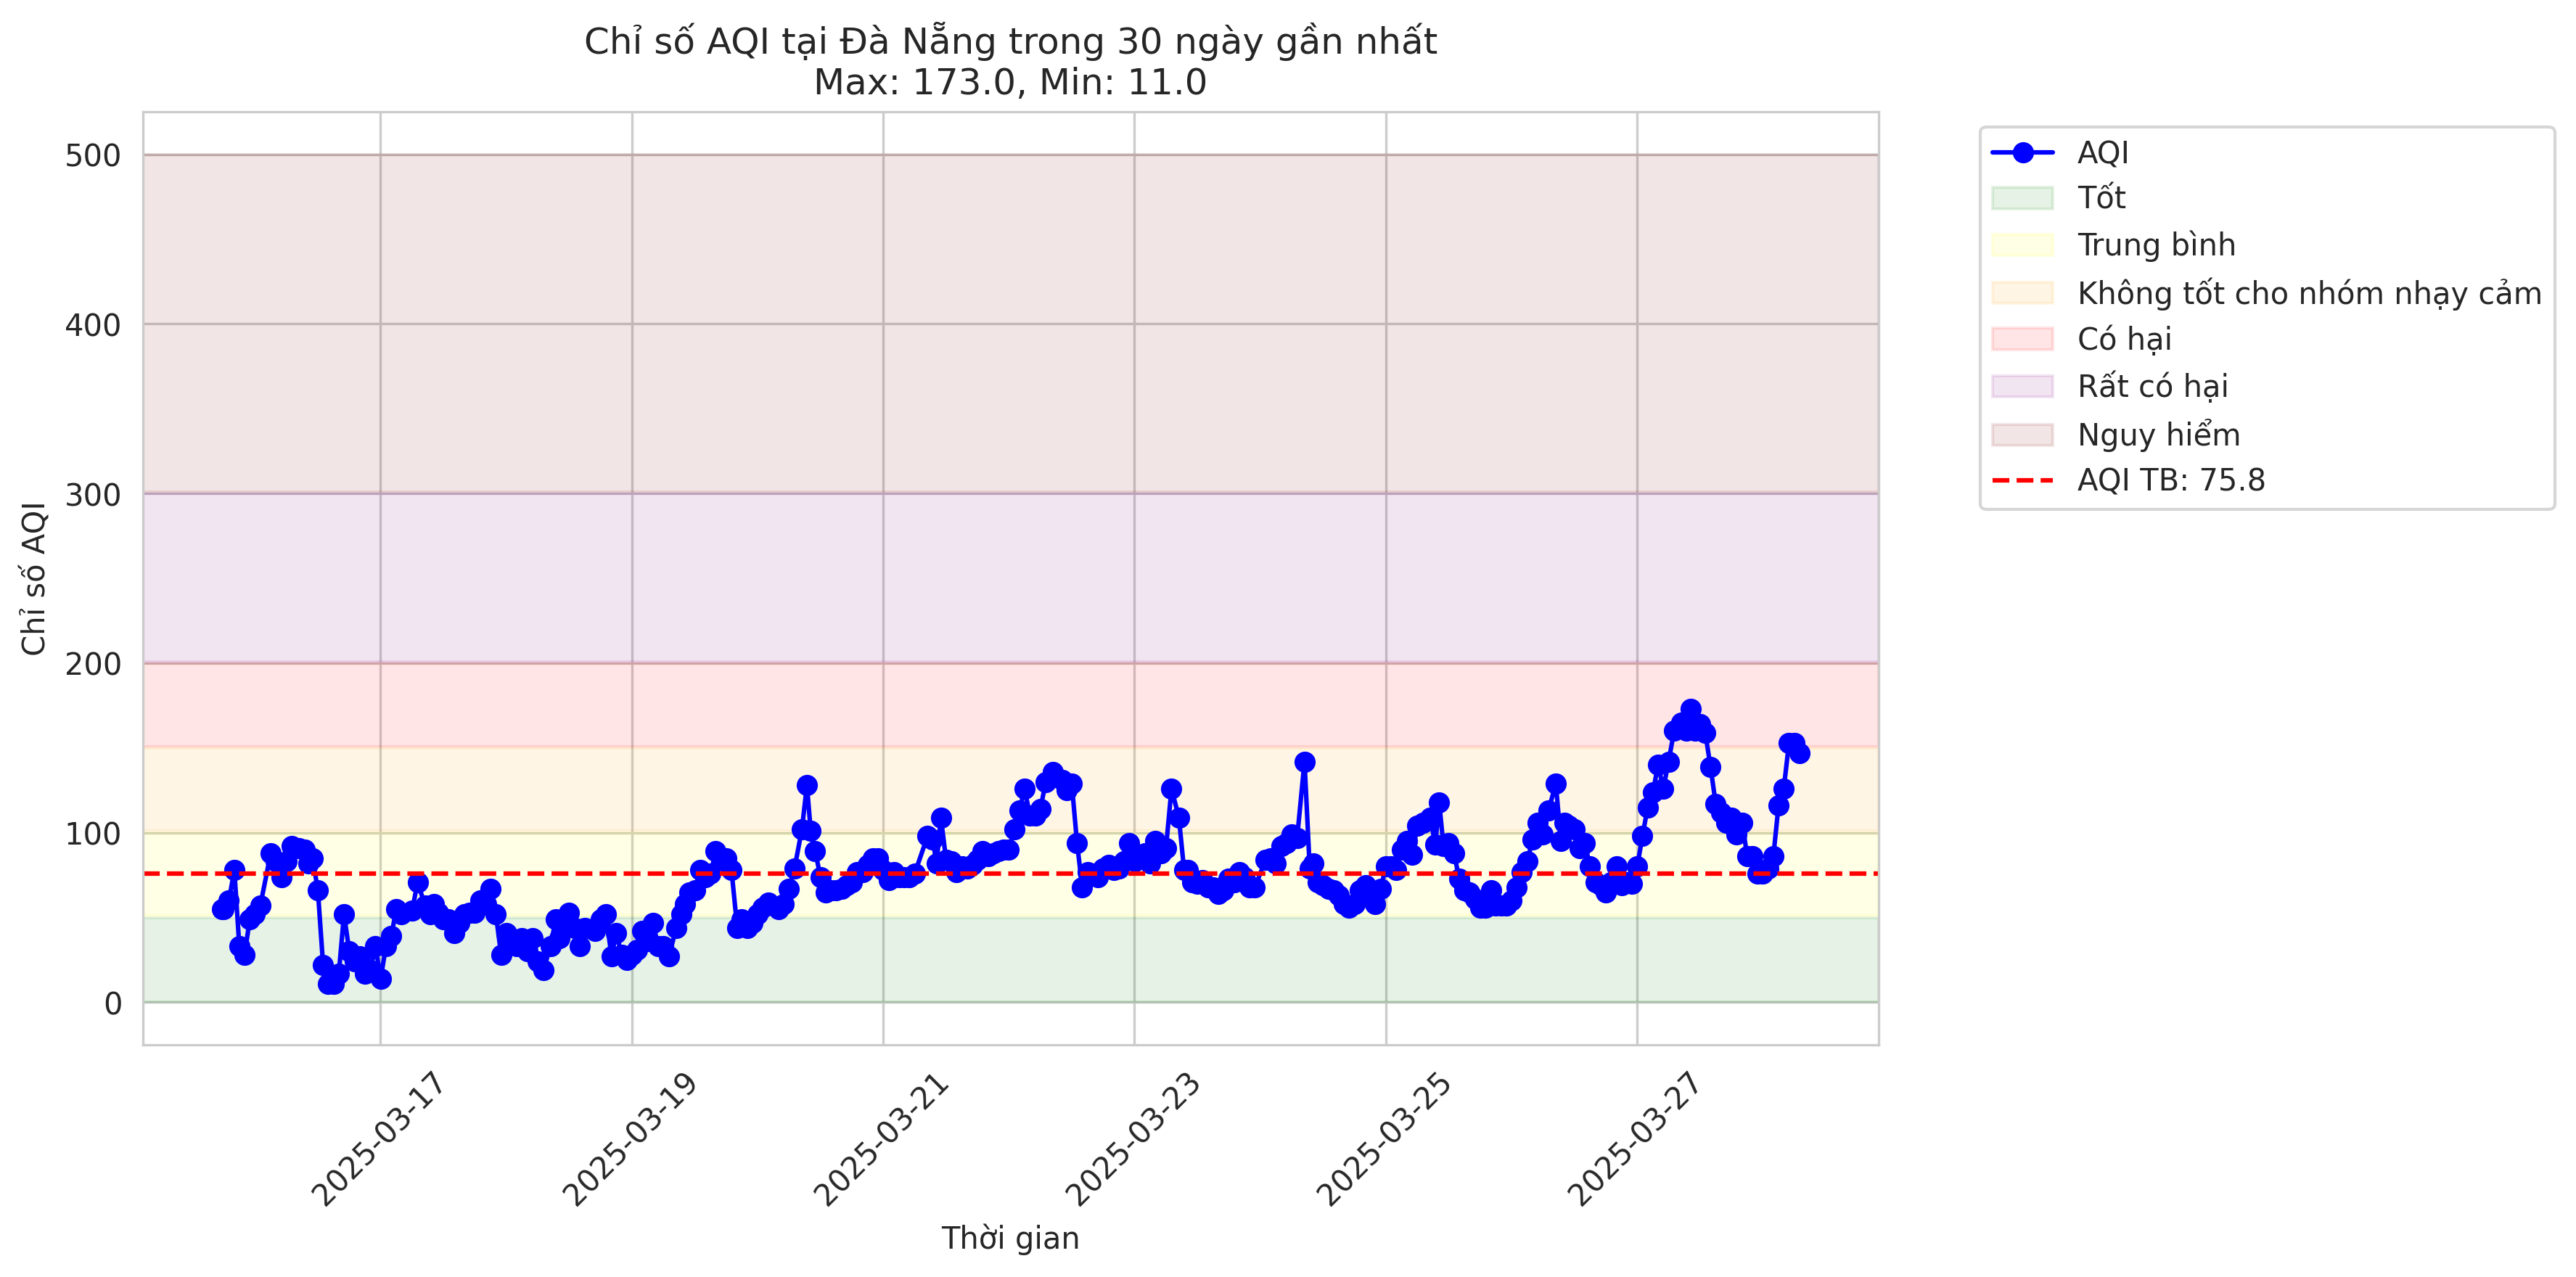 Chỉ số AQI tại Đà Nẵng trong 30 ngày gần nhất
Max: 173.0, Min: 11.0
Chỉ số AQI
500
400
300
200
100
0
2025-03-17
2025-03-19
2025-03-21
2025-03-23
2025-03-25
2025-03-27
Thời gian
AQI
Tốt
Trung bình
Không tốt cho nhóm nhạy cảm
Có hại
Rất có hại
Nguy hiểm
AQI TB: 75.8